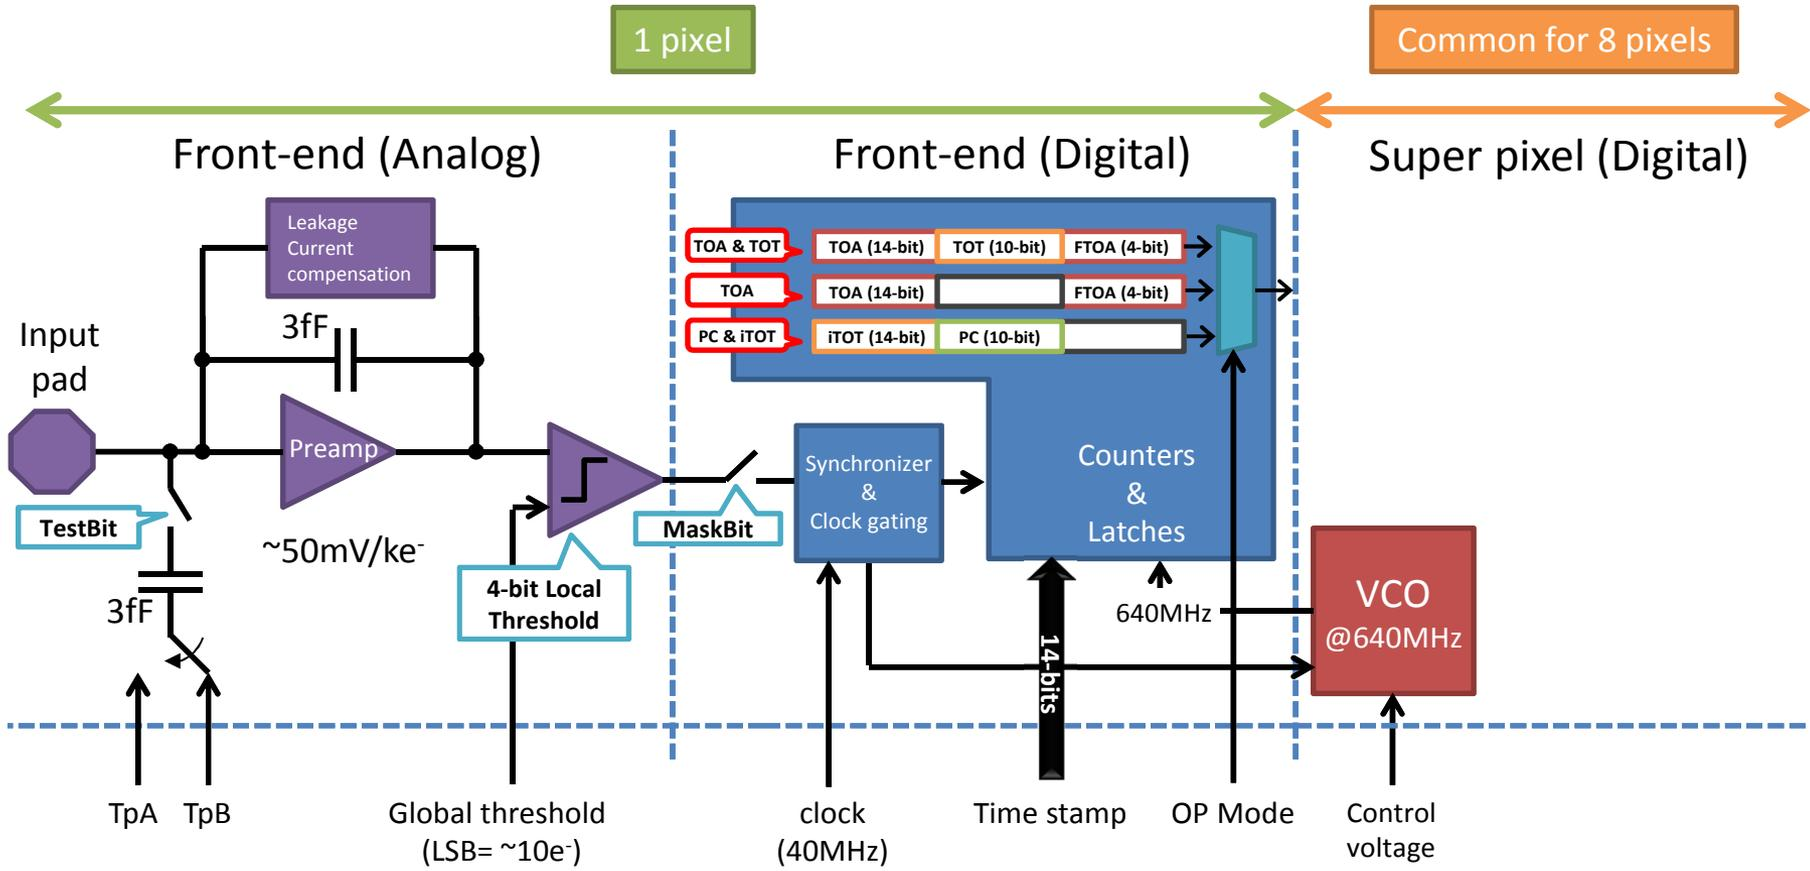 1 pixel
Common for 8 pixels
Front-end (Analog)
Front-end (Digital)
Super pixel (Digital)
Leakage
Current
compensation
3fF
Input
pad
Preamp
TestBit
~50mV/ke-
3fF
4-bit Local
Threshold
MaskBit
TOA & TOT
TOA (14-bit)
TOT (10-bit)
FTOA (4-bit)
TOA
TOA (14-bit)
FTOA (4-bit)
PC & iTOT
iTOT (14-bit)
PC (10-bit)
Synchronizer
&
Clock gating
Counters
&
Latches
640MHz
14-bits
VCO
@640MHz
TpA
TpB
Global threshold
(LSB= ~10e-)
clock
(40MHz)
Time stamp
OP Mode
Control
voltage